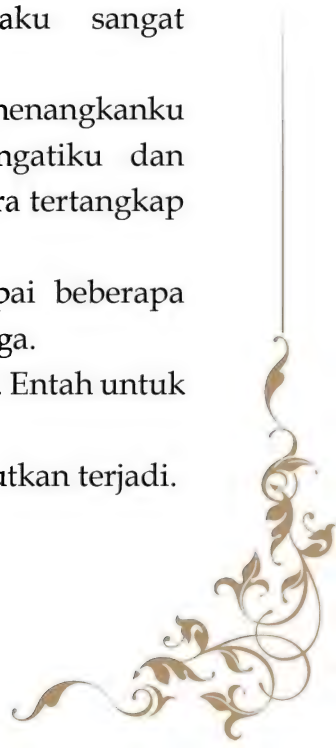 aku sangat
menangkanku
ngatiku dan
ra tertangkap
pai beberapa
ga.
. Entah untuk
utkan terjadi.